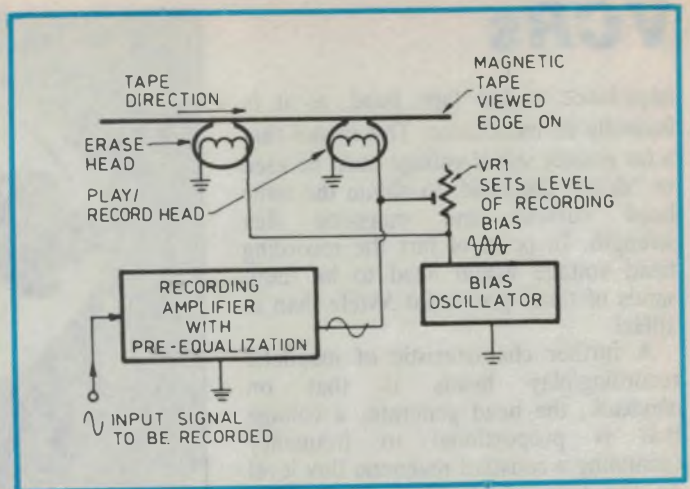 VCRs
TAPE
DIRECTION
MAGNETIC
TAPE
VIEWED
EDGE ON
ERASE
HEAD
PLAY/
RECORD HEAD
VR1
SETS LEVEL
OF RECORDING
BIAS
RECORDING
AMPLIFIER
WITH
PRE-EQUALIZATION
BIAS
OSCILLATOR
INPUT SIGNAL
TO BE RECORDED